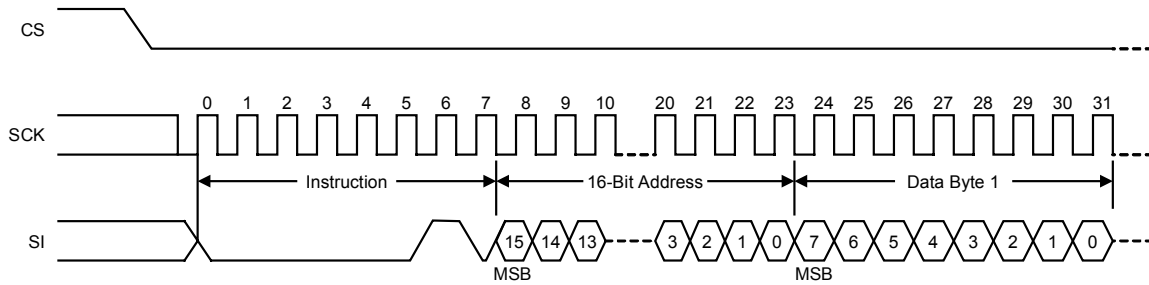 CS
0 1 2 3 4 5 6 7 8 9 10 20 21 22 23 24 25 26 27 28 29 30 31
SCK
Instruction 16-Bit Address Data Byte 1
SI 15 14 13 3 2 1 0 7 6 5 4 3 2 1 0
MSB MSB